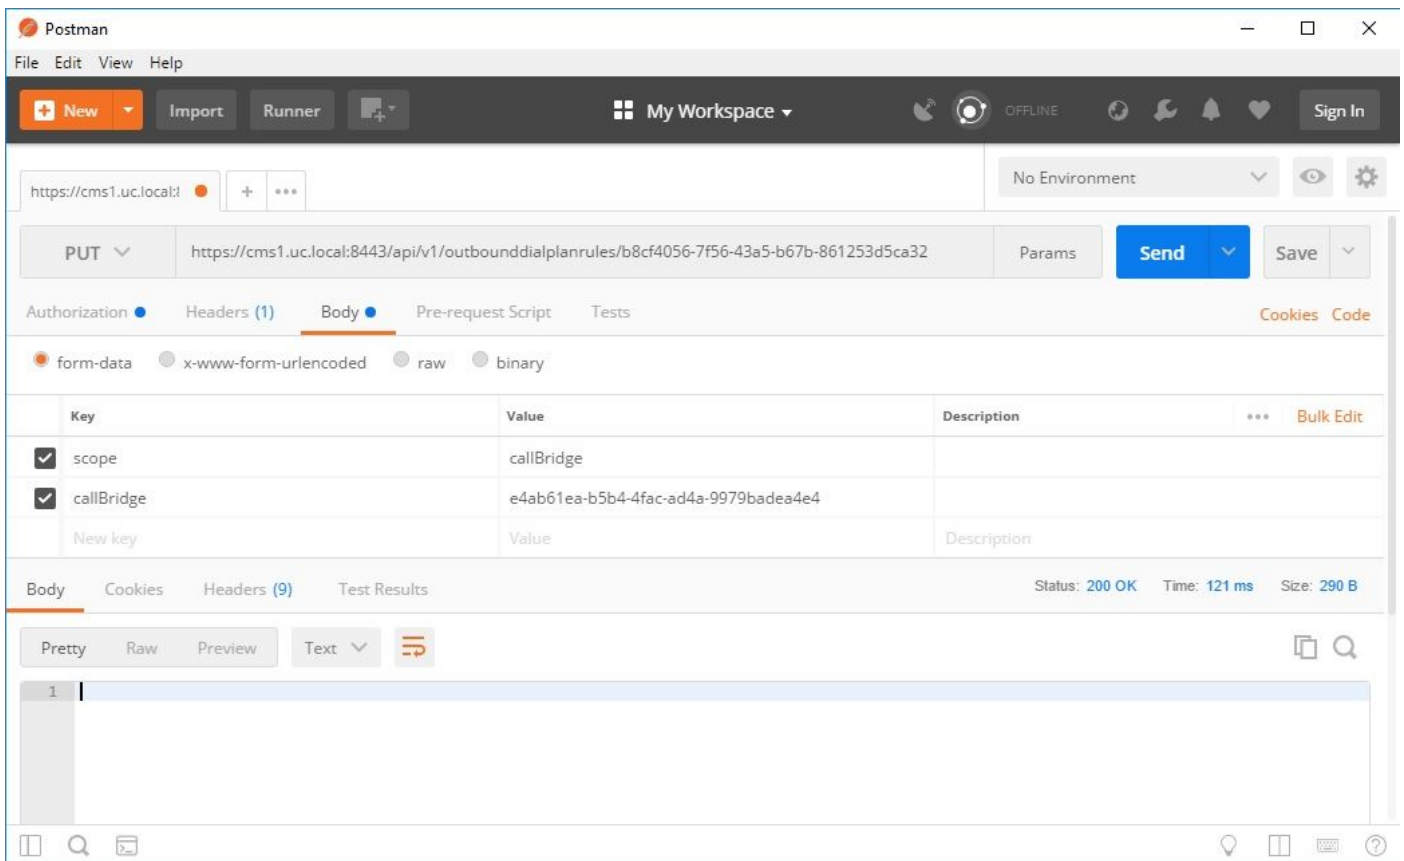 Postman
File Edit View Help
New Import Runner My Workspace OFFLINE Sign In
https://cms1.uc.local:8 No Environment
PUT https://cms1.uc.local:8443/api/v1/outbounddialplanrules/b8cf4056-7f56-43a5-b67b-861253d5ca32 Params Send Save
Authorization Headers (1) Body Pre-request Script Tests Cookies Code
form-data x-www-form-urlencoded raw binary
Key Value Description Bulk Edit
scope callBridge
callBridge e4ab61ea-b5b4-4fac-ad4a-9979badea4e4
New key Value Description
Body Cookies Headers (9) Test Results Status: 200 OK Time: 121 ms Size: 290 B
Pretty Raw Preview Text
1